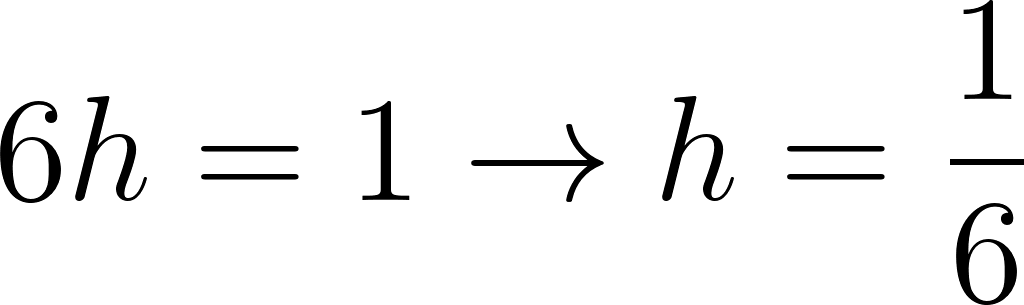 6h = 1 → h = 1/6